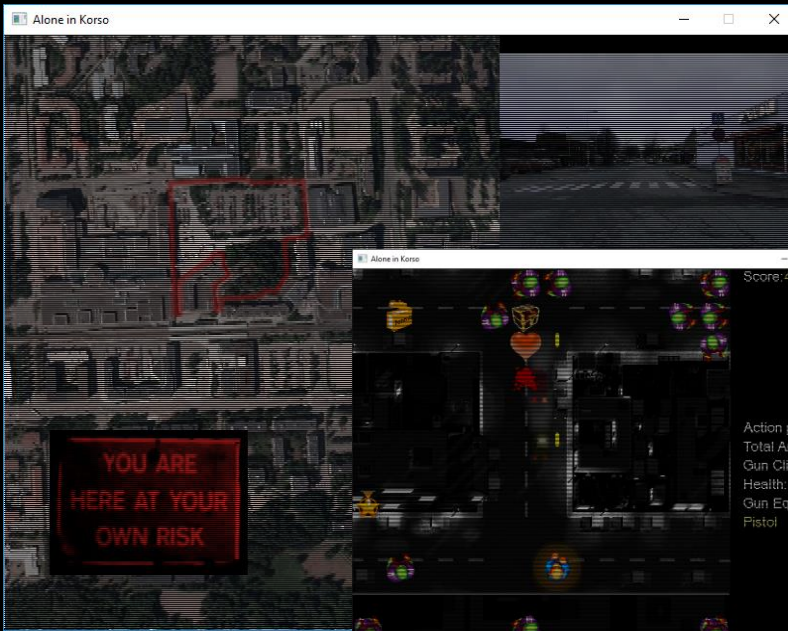 Alone in Korso
YOU ARE
HERE AT YOUR
OWN RISK
Alone in Korso
Score:4
Action p
Total A
Gun Cli
Health:
Gun Eq
Pistol